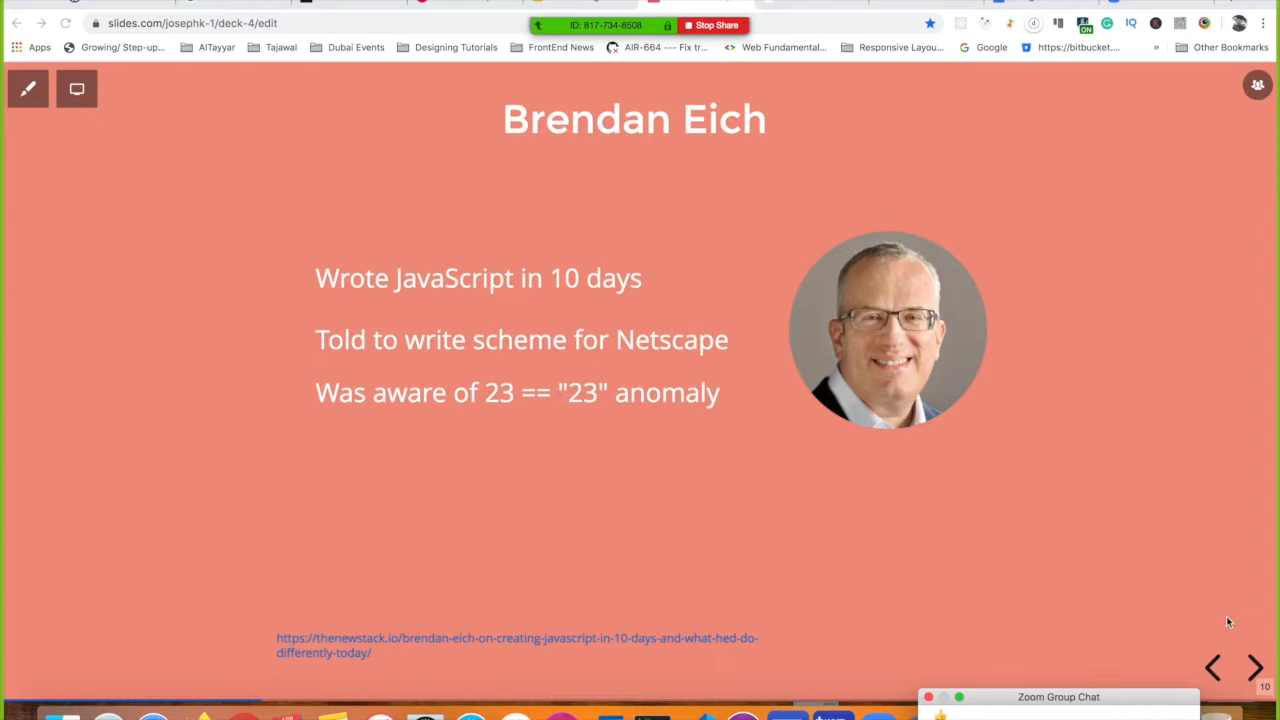 slides.com/josephk-1/deck-4/edit
ID: 817-734-8508
Stop Share
ON
IQ
Apps
Growing/ Step-up...
AlTayyar
Tajawal
Dubai Events
Designing Tutorials
FrontEnd News
AIR-664 --- Fix tr...
Web Fundamental...
Responsive Layou...
Google
https://bitbucket....
»
Other Bookmarks
Brendan Eich
Wrote JavaScript in 10 days
Told to write scheme for Netscape
Was aware of 23 == "23" anomaly
https://thenewstack.io/brendan-eich-on-creating-javascript-in-10-days-and-what-hed-do-
differently-today/
10
Zoom Group Chat